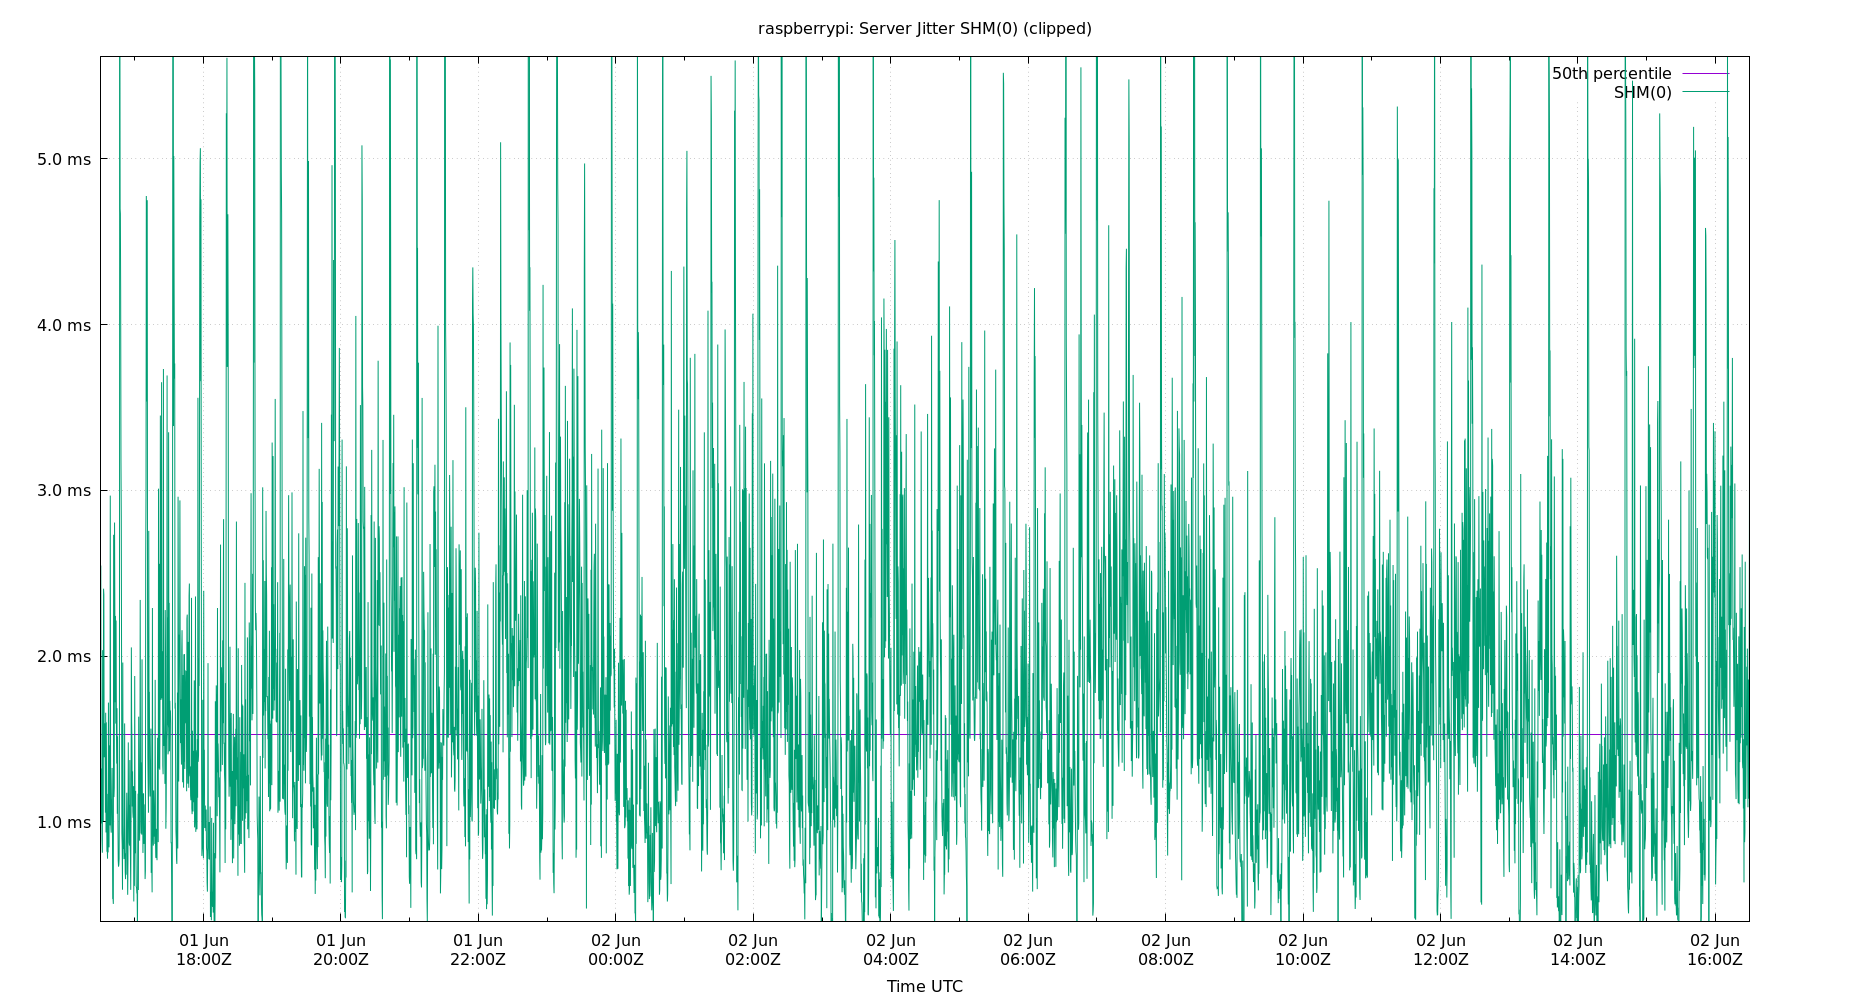 raspberrypi: Server Jitter SHM(0) (clipped)
50th percentile
SHM(0)
5.0 ms
4.0 ms
3.0 ms
2.0 ms
1.0 ms
01 Jun 01 Jun 01 Jun 02 Jun 02 Jun 02 Jun 02 Jun 02 Jun 02 Jun 02 Jun 02 Jun 02 Jun
18:00Z 20:00Z 22:00Z 00:00Z 02:00Z 04:00Z 06:00Z 08:00Z 10:00Z 12:00Z 14:00Z 16:00Z
Time UTC